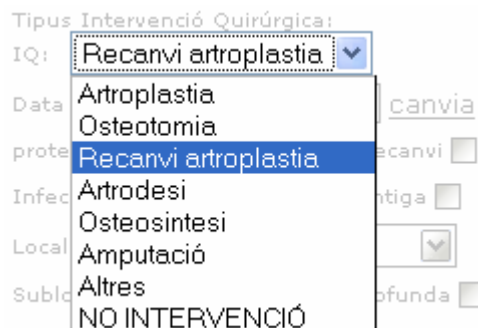 Tipus Intervenció Quirúrgica:
IQ: Recanvi artroplastia
Artroplastia
Data canvia
Osteotomia
Recanvi artroplastia
prote ecanvi
Artrodesi
Infec ntiga
Osteosintesi
Local
Amputació
Altres
Sublo ofunda
NO INTERVENCIÓ